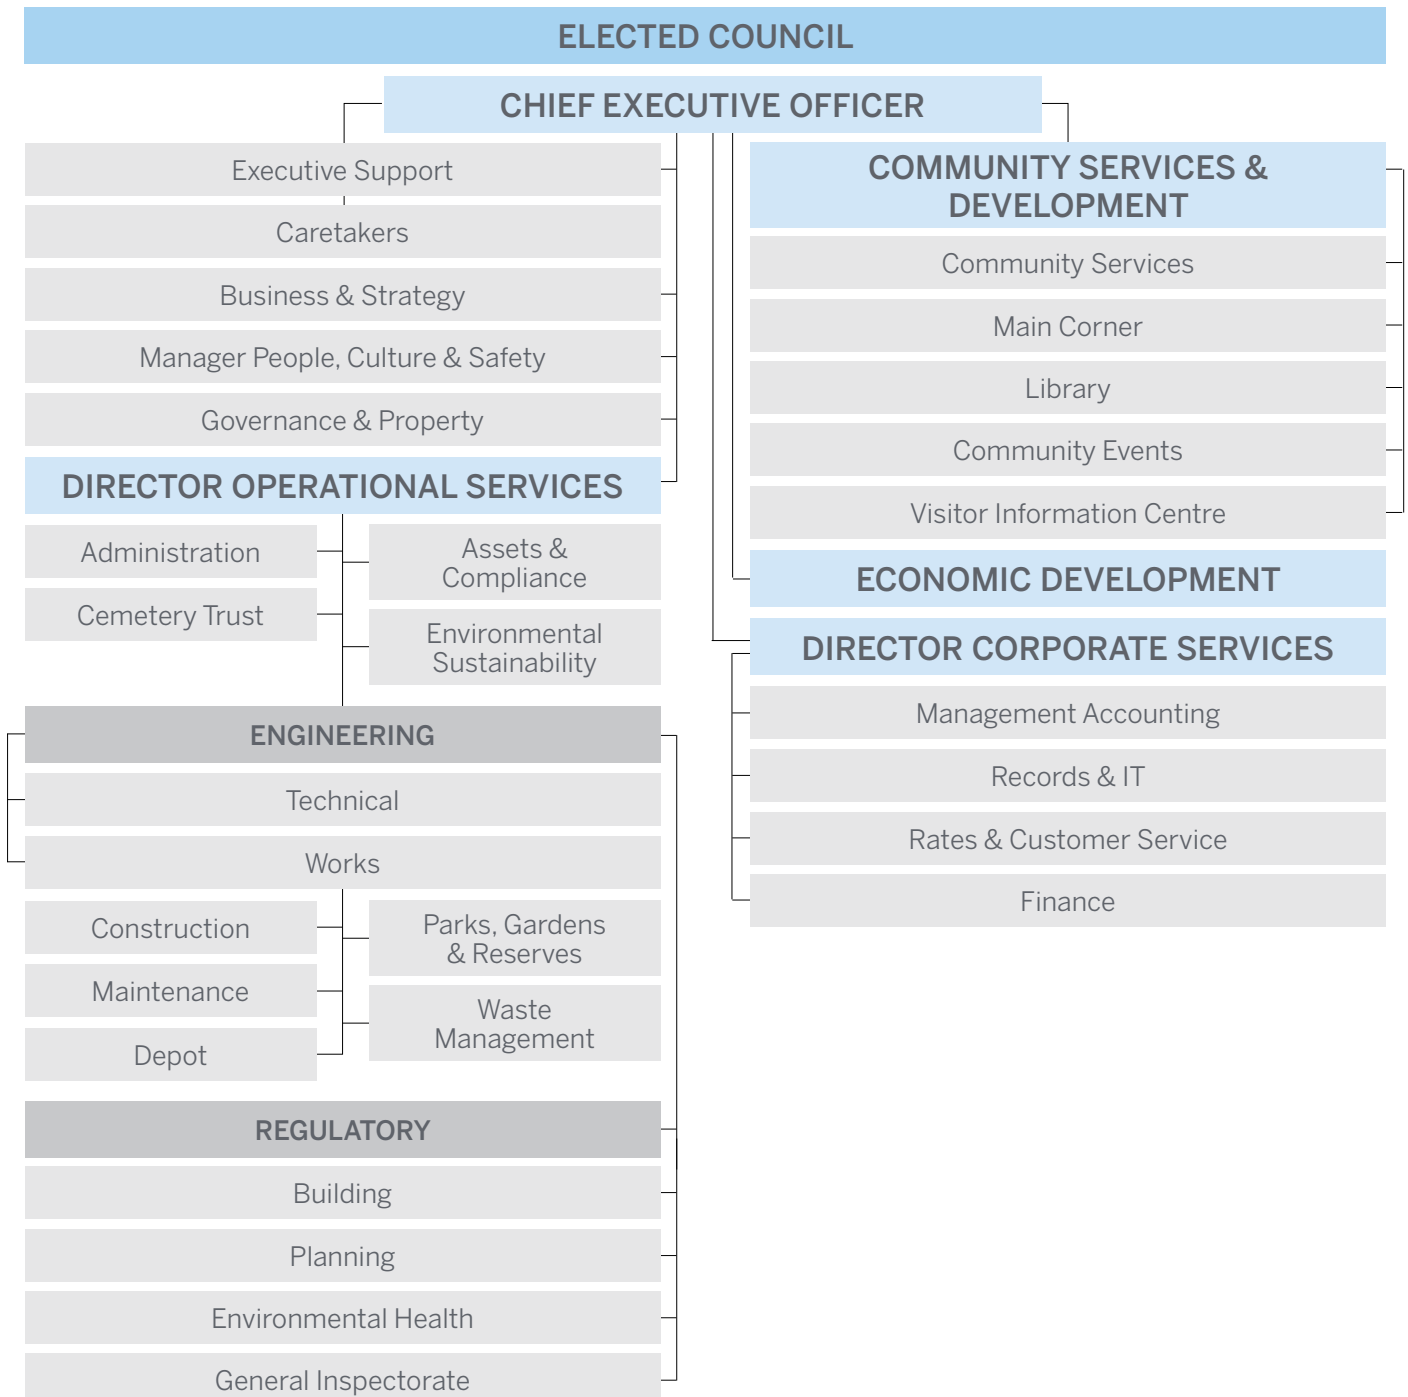 ELECTED COUNCIL
CHIEF EXECUTIVE OFFICER
Executive Support
Caretakers
Business & Strategy
Manager People, Culture & Safety
Governance & Property
DIRECTOR OPERATIONAL SERVICES
Administration
Cemetery Trust
Assets &
Compliance
Environmental
Sustainability
ENGINEERING
Technical
Works
Construction
Maintenance
Depot
Parks, Gardens
& Reserves
Waste
Management
REGULATORY
Building
Planning
Environmental Health
General Inspectorate
COMMUNITY SERVICES &
DEVELOPMENT
Community Services
Main Corner
Library
Community Events
Visitor Information Centre
ECONOMIC DEVELOPMENT
DIRECTOR CORPORATE SERVICES
Management Accounting
Records & IT
Rates & Customer Service
Finance